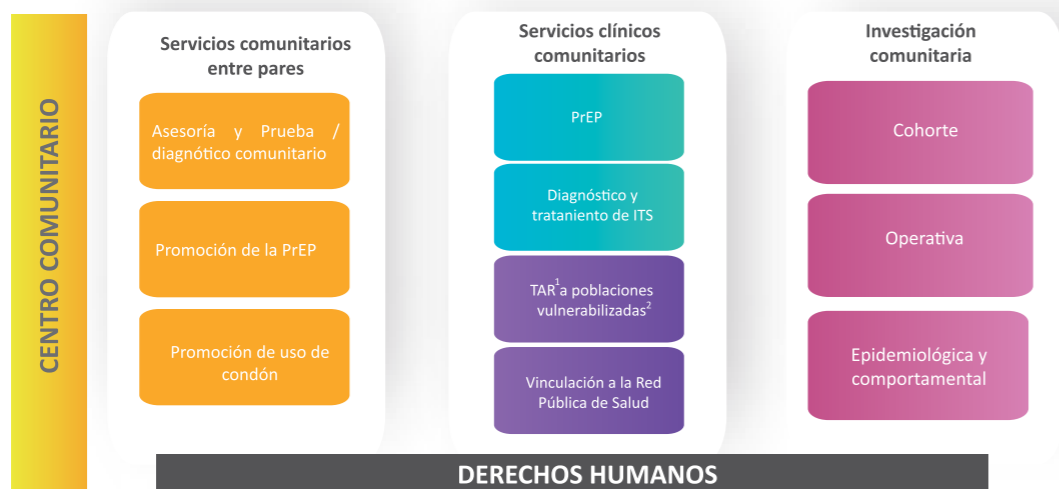 CENTRO COMUNITARIO
Servicios comunitarios
entre pares
Asesoría y Prueba /
diagnótico comunitario
Promoción de la PrEP
Promoción de uso de
condón
Servicios clínicos
comunitarios
PrEP
Diagnóstico y
trataniento de ITS
TAR¹a poblaciones
vulnerabilizadas²
Vinculación a la Red
Pública de Salud
Investigación
comunitaria
Cohorte
Operativa
Epidemiológica y
comportamental
DERECHOS HUMANOS